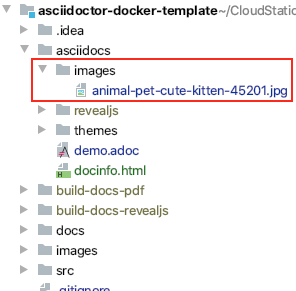 asciidoctor-docker-template ~/CloudStatic
.idea
asciidocs
images
animal-pet-cute-kitten-45201.jpg
revealjs
themes
demo.adoc
docinfo.html
build-docs-pdf
build-docs-revealjs
docs
images
src
.gitignore